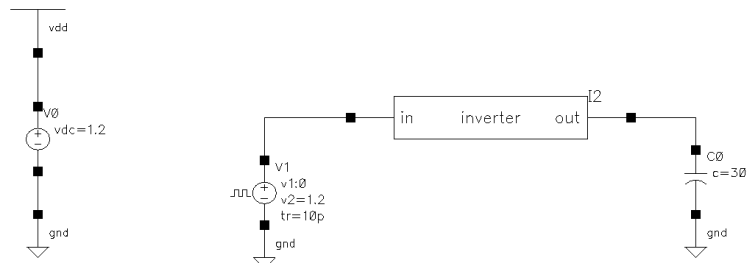 vdd
V0
vdc=1.2
gnd
in inverter out
I2
V1
v1:0
v2=1.2
tr=10p
gnd
C0
c=30
gnd